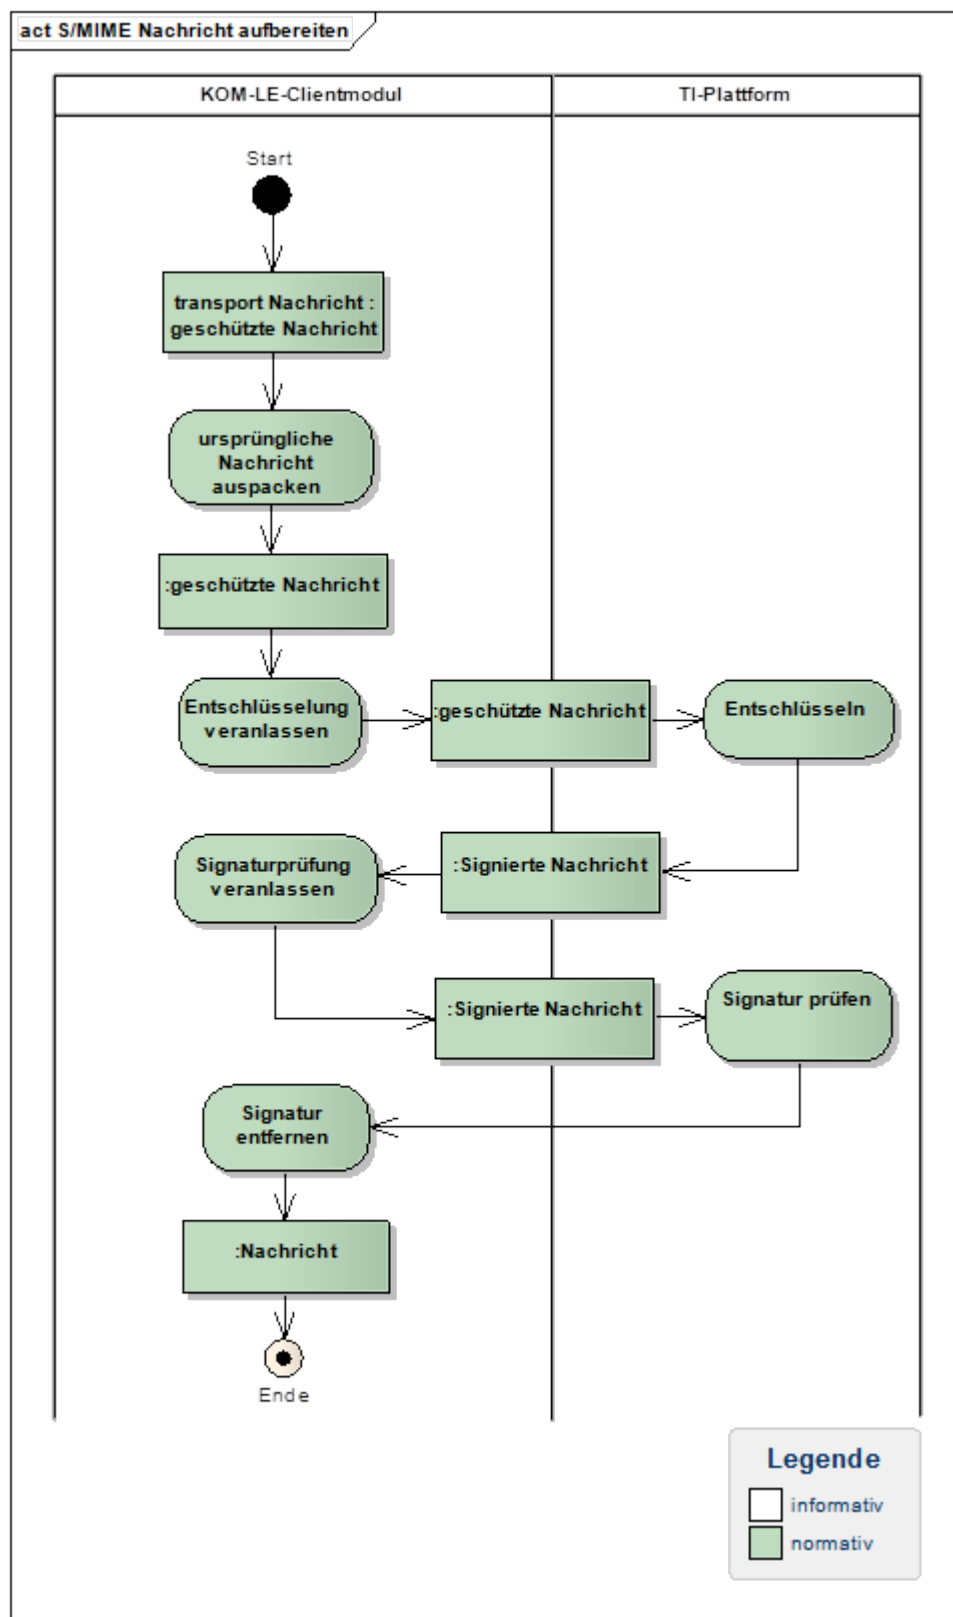 act S/MIME Nachricht aufbereiten
KOM-LE-Clientmodul
TI-Plattform
Start
transport Nachricht :
geschützte Nachricht
ursprüngliche
Nachricht
auspacken
:geschützte Nachricht
Entschlüsselung
veranlassen
:geschützte Nachricht
Entschlüsseln
Signaturprüfung
veranlassen
:Signierte Nachricht
:Signierte Nachricht
Signatur prüfen
Signatur
entfernen
:Nachricht
Ende
Legende
informativ
normativ